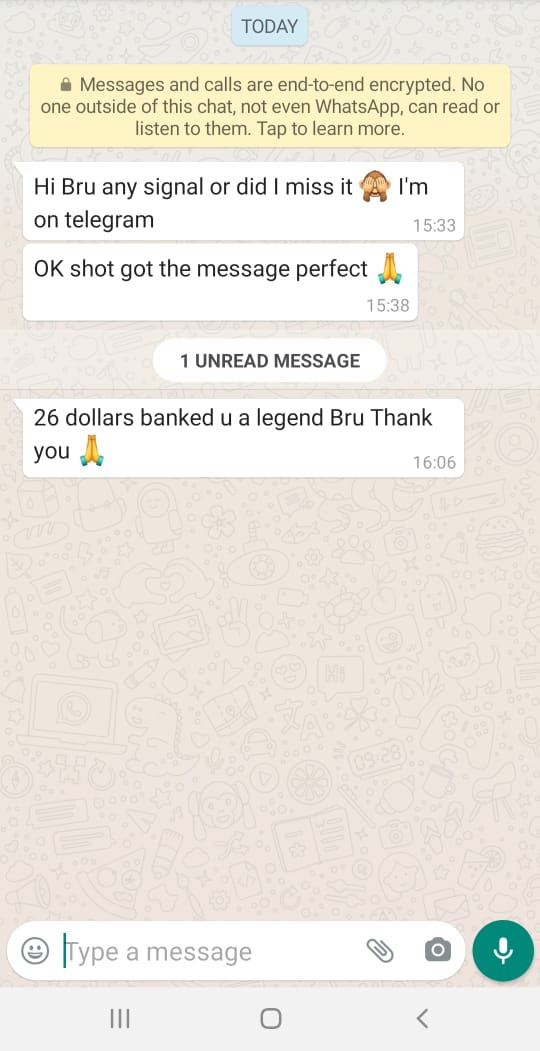 TODAY
Messages and calls are end-to-end encrypted. No
one outside of this chat, not even WhatsApp, can read or
listen to them. Tap to learn more.
Hi Bru any signal or did I miss it 🙈 I'm
on telegram
15:33
OK shot got the message perfect 🙏
15:38
1 UNREAD MESSAGE
26 dollars banked u a legend Bru Thank
you 🙏
16:06
Hi
09:28
Type a message